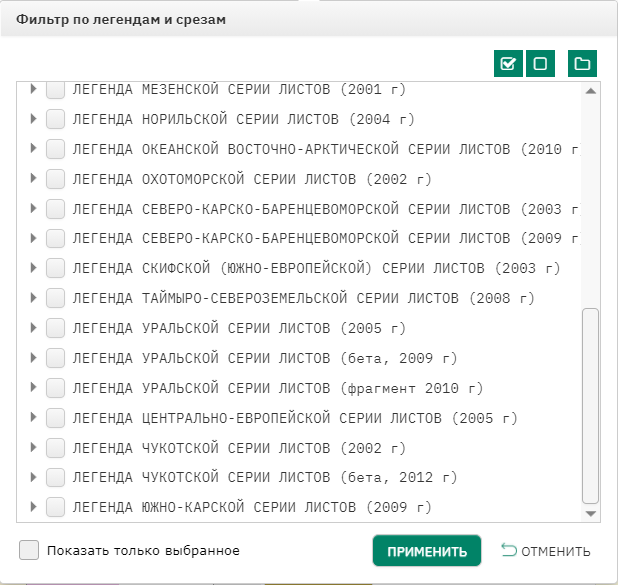 Фильтр по легендам и срезам
ЛЕГЕНДА МЕЗЕНСКОЙ СЕРИИ ЛИСТОВ (2001 г)
ЛЕГЕНДА НОРИЛЬСКОЙ СЕРИИ ЛИСТОВ (2004 г)
ЛЕГЕНДА ОКЕАНСКОЙ ВОСТОЧНО-АРКТИЧЕСКОЙ СЕРИИ ЛИСТОВ (2010 г
ЛЕГЕНДА ОХОТОМОРСКОЙ СЕРИИ ЛИСТОВ (2002 г)
ЛЕГЕНДА СЕВЕРО-КАРСКО-БАРЕНЦЕВОМОРСКОЙ СЕРИИ ЛИСТОВ (2003 г
ЛЕГЕНДА СЕВЕРО-КАРСКО-БАРЕНЦЕВОМОРСКОЙ СЕРИИ ЛИСТОВ (2009 г
ЛЕГЕНДА СКИФСКОЙ (ЮЖНО-ЕВРОПЕЙСКОЙ) СЕРИИ ЛИСТОВ (2003 г)
ЛЕГЕНДА ТАЙМЫРО-СЕВЕРОЗЕМЕЛЬСКОЙ СЕРИИ ЛИСТОВ (2008 г)
ЛЕГЕНДА УРАЛЬСКОЙ СЕРИИ ЛИСТОВ (2005 г)
ЛЕГЕНДА УРАЛЬСКОЙ СЕРИИ ЛИСТОВ (бета, 2009 г)
ЛЕГЕНДА УРАЛЬСКОЙ СЕРИИ ЛИСТОВ (фрагмент 2010 г)
ЛЕГЕНДА ЦЕНТРАЛЬНО-ЕВРОПЕЙСКОЙ СЕРИИ ЛИСТОВ (2005 г)
ЛЕГЕНДА ЧУКОТСКОЙ СЕРИИ ЛИСТОВ (2002 г)
ЛЕГЕНДА ЧУКОТСКОЙ СЕРИИ ЛИСТОВ (бета, 2012 г)
ЛЕГЕНДА ЮЖНО-КАРСКОЙ СЕРИИ ЛИСТОВ (2009 г)
Показать только выбранное
ПРИМЕНИТЬ
ОТМЕНИТЬ